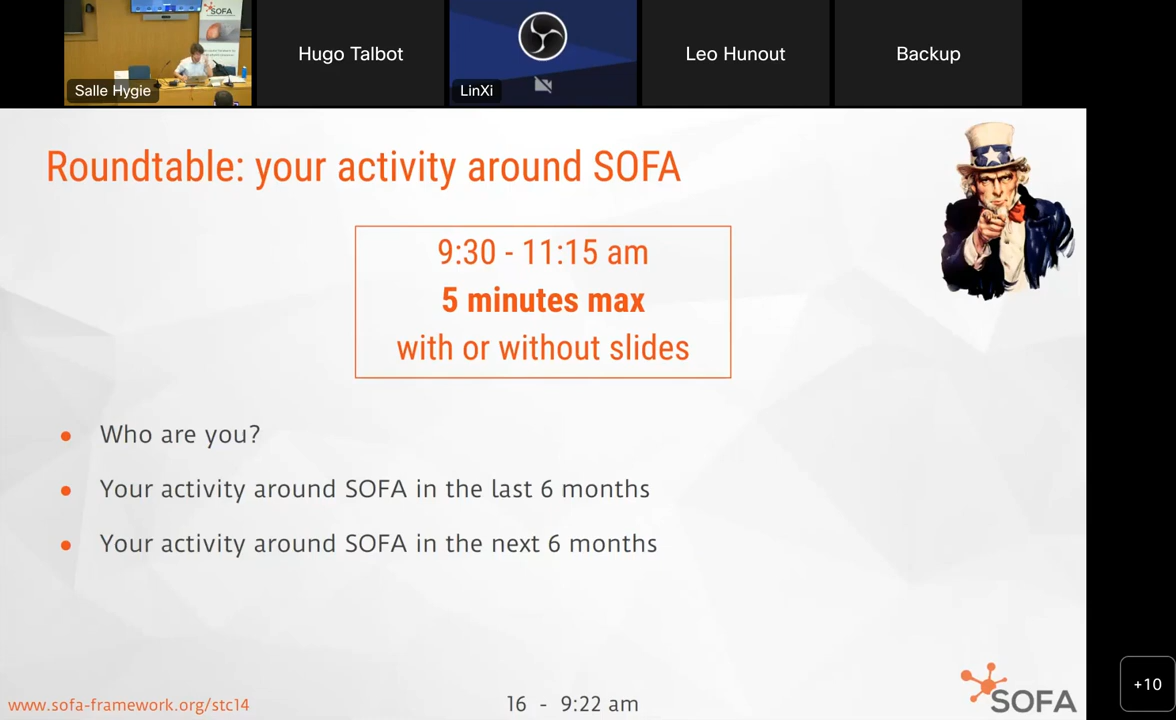 SOFA
Salle Hygie
Hugo Talbot
LinXi
Leo Hunout
Backup
Roundtable: your activity around SOFA
9:30 - 11:15 am
5 minutes max
with or without slides
Who are you?
Your activity around SOFA in the last 6 months
Your activity around SOFA in the next 6 months
www.sofa-framework.org/stc14
16 - 9:22 am
SOFA
+10